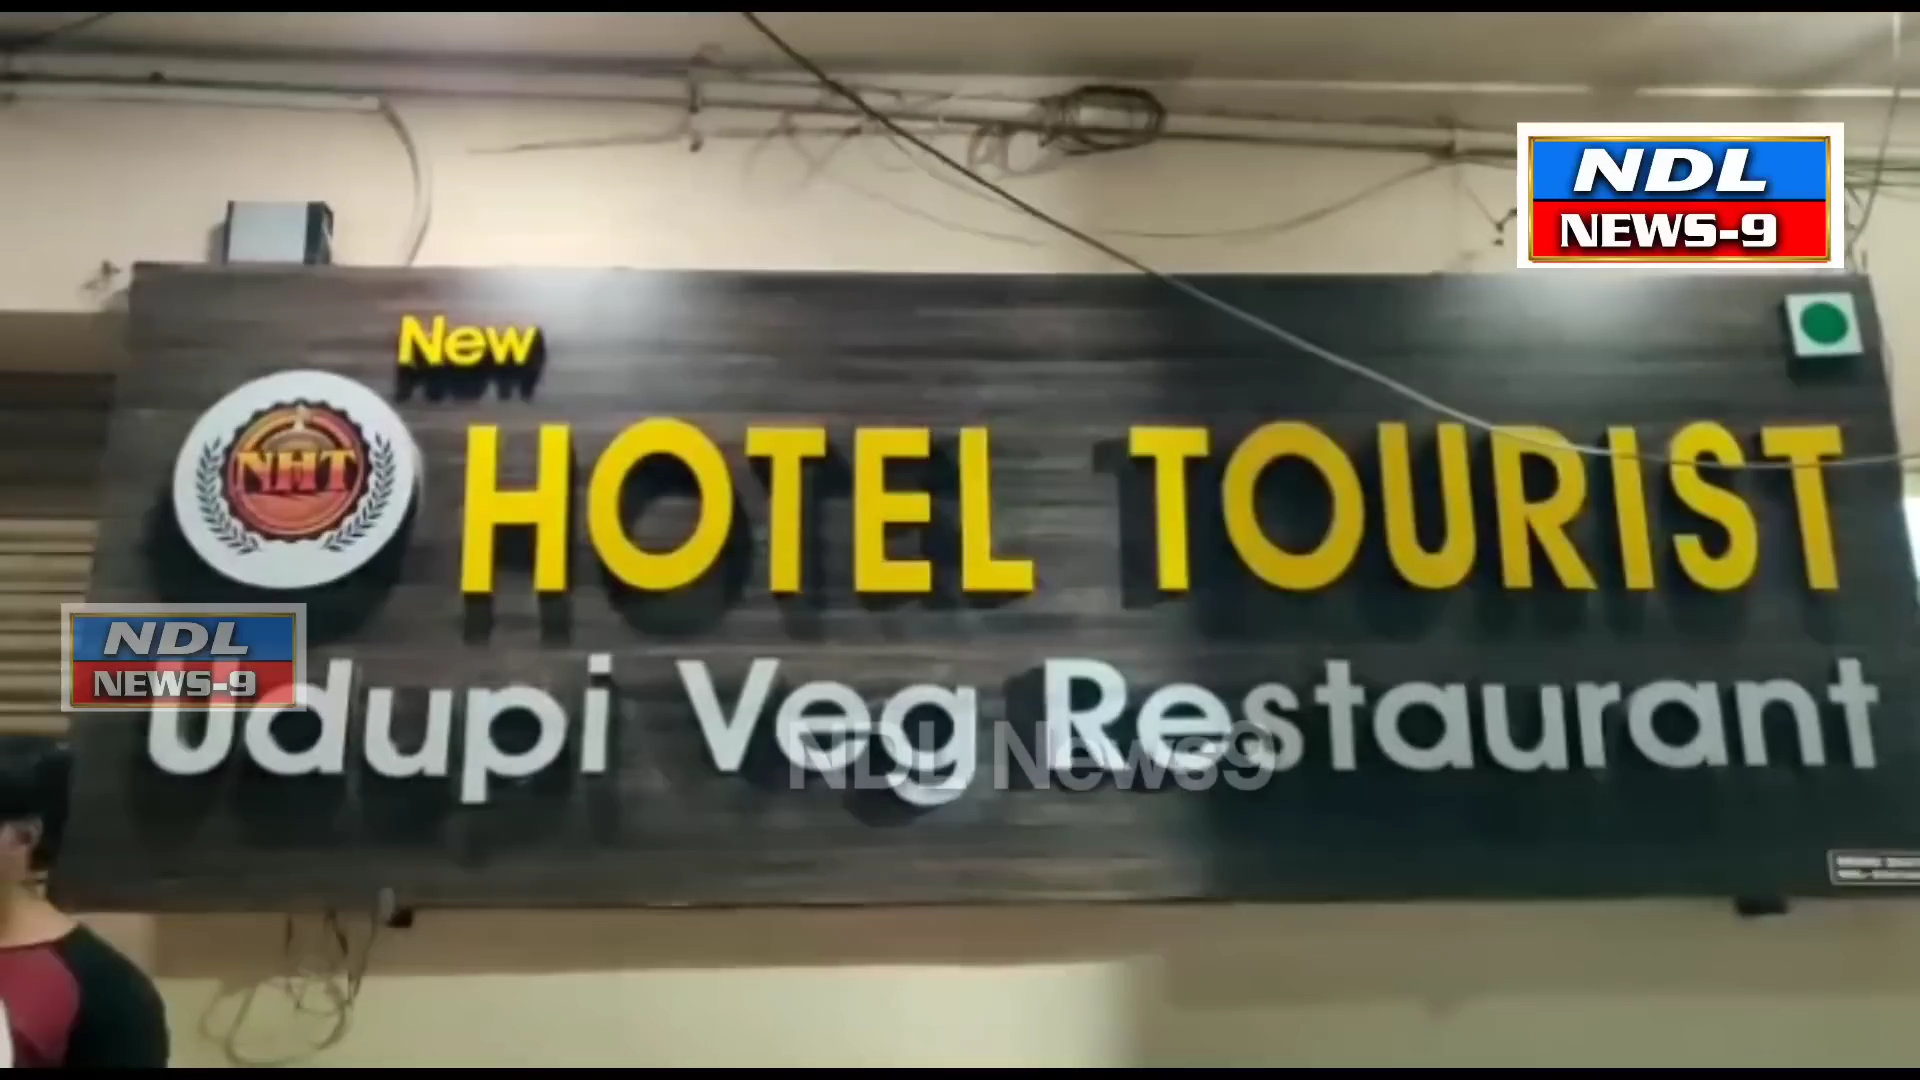 NDL
NEWS-9
New
NHT
HOTEL TOURIST
NDL
NEWS-9
Udupi Veg Restaurant
NDL News9